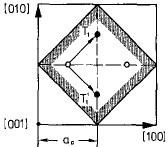 [010]
T₁
T₁
[001]
[100]
a₀